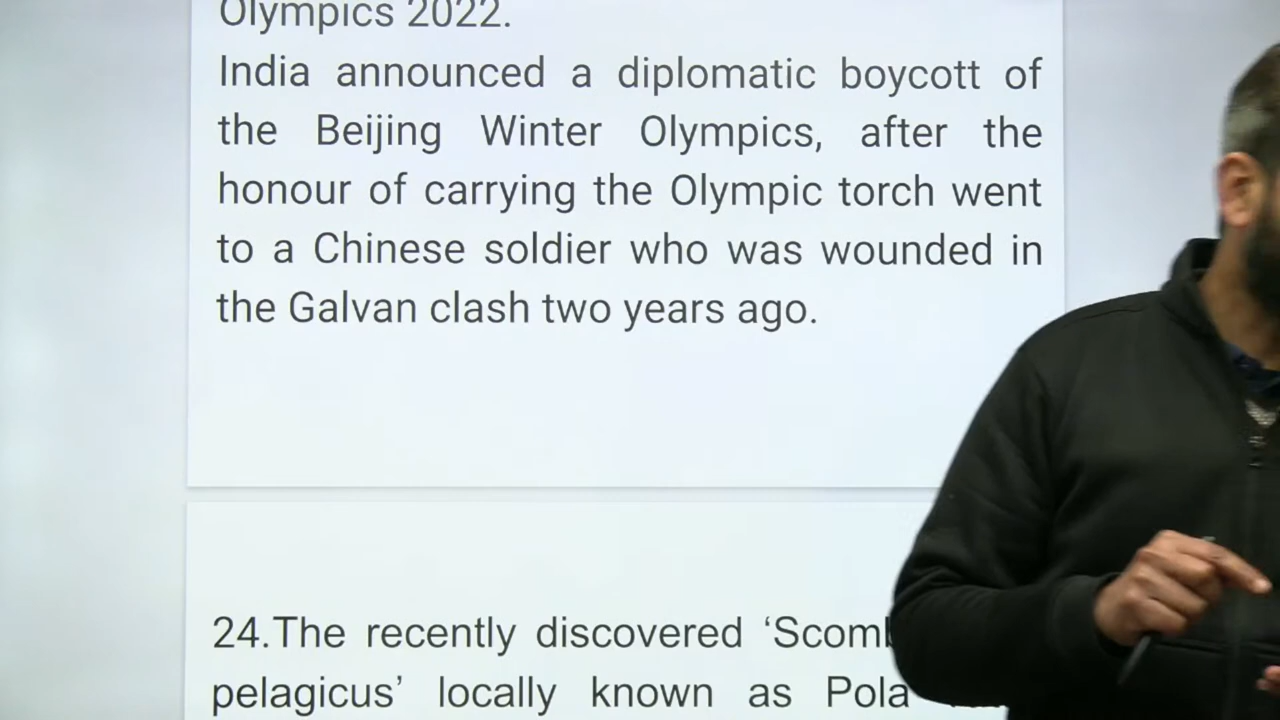 Olympics 2022.
India announced a diplomatic boycott of
the Beijing Winter Olympics, after the
honour of carrying the Olympic torch went
to a Chinese soldier who was wounded in
the Galvan clash two years ago.
24.The recently discovered
pelagicus’ locally known as Pola